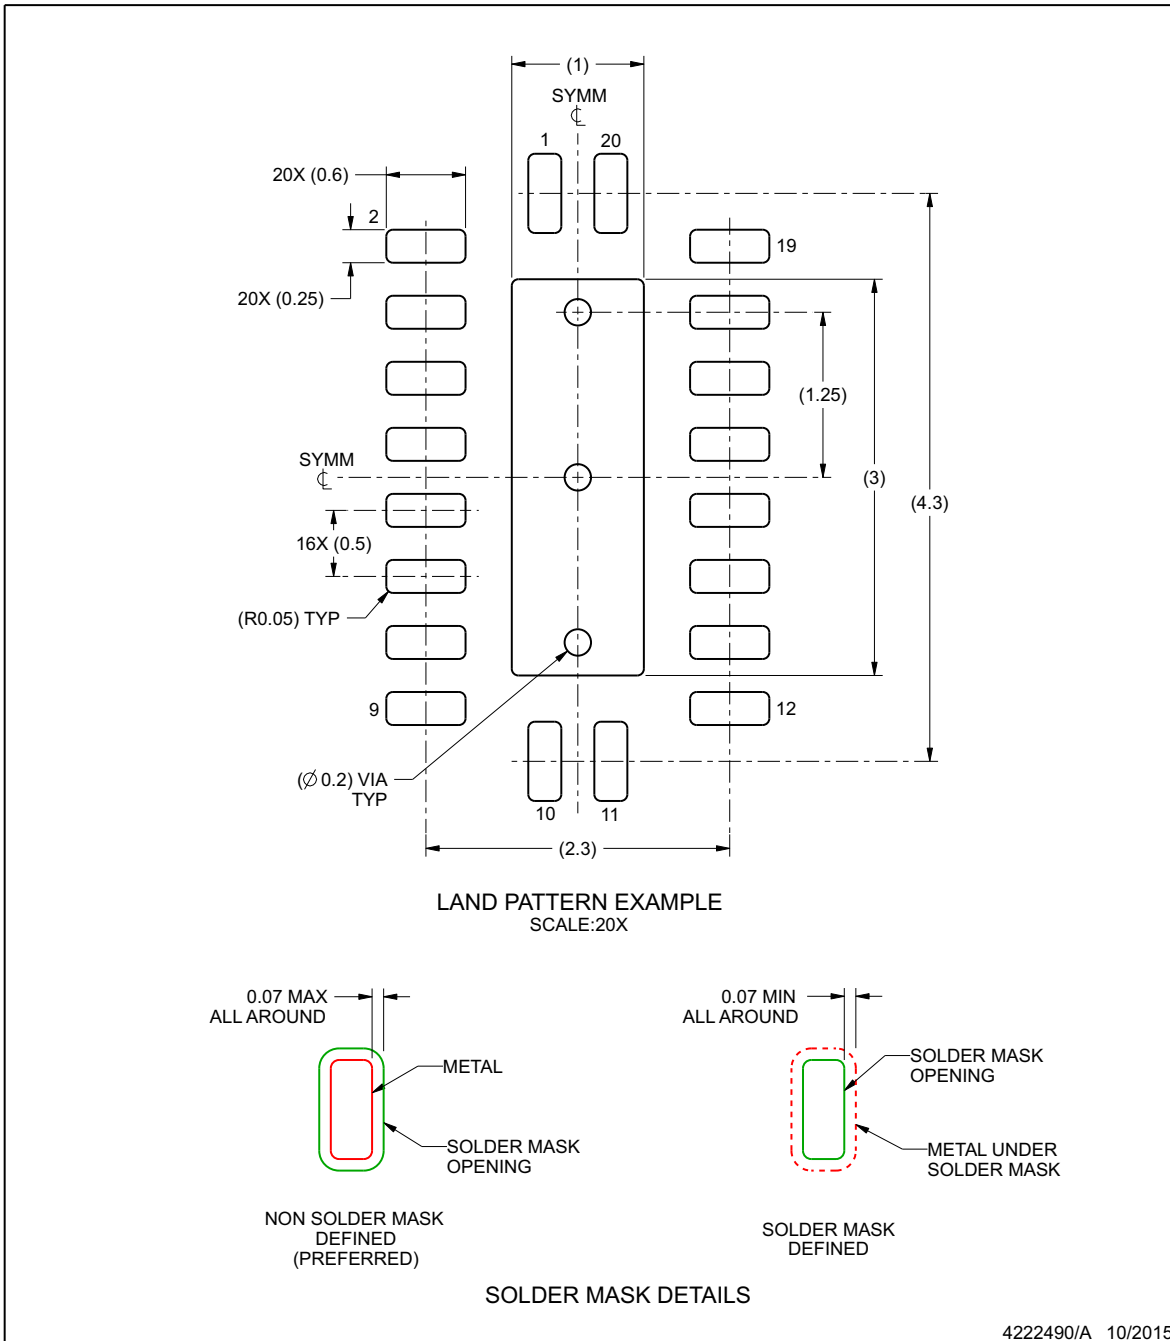 (1)
SYMM
℄
1
20
20X (0.6)
2
19
20X (0.25)
(1.25)
SYMM
℄
(3)
(4.3)
16X (0.5)
(R0.05) TYP
9
12
(∅ 0.2) VIA
TYP
10
11
(2.3)
LAND PATTERN EXAMPLE
SCALE:20X
0.07 MAX
ALL AROUND
METAL
SOLDER MASK
OPENING
NON SOLDER MASK
DEFINED
(PREFERRED)
0.07 MIN
ALL AROUND
SOLDER MASK
OPENING
METAL UNDER
SOLDER MASK
SOLDER MASK
DEFINED
SOLDER MASK DETAILS
4222490/A 10/2015